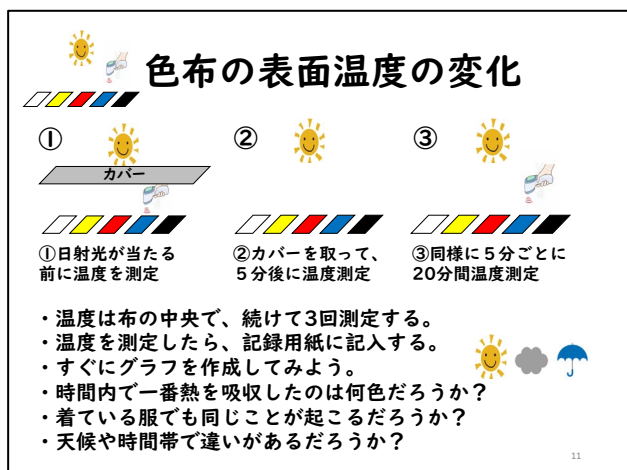 色布の表面温度の変化
①
カバー
①日射光が当たる
前に温度を測定
②
②カバーを取って、
５分後に温度測定
③
③同様に５分ごとに
20分間温度測定
・温度は布の中央で、続けて3回測定する。
・温度を測定したら、記録用紙に記入する。
・すぐにグラフを作成してみよう。
・時間内で一番熱を吸収したのは何色だろうか？
・着ている服でも同じことが起こるだろうか？
・天候や時間帯で違いがあるだろうか？
11